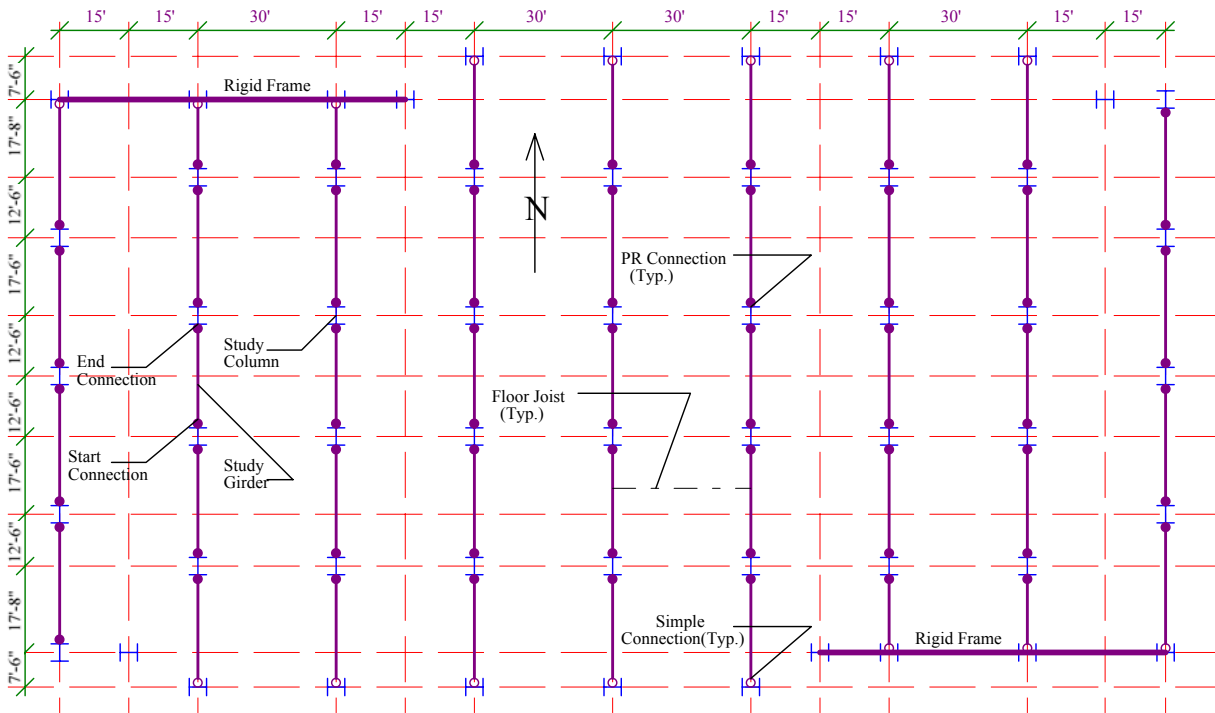 15'
15'
30'
15'
15'
30'
30'
15'
15'
30'
15'
15'
7'-6"
17'-8"
12'-6"
17'-6"
12'-6"
12'-6"
17'-6"
12'-6"
17'-8"
7'-6"
Rigid Frame
N
PR Connection
(Typ.)
Study
Column
End
Connection
Floor Joist
(Typ.)
Start
Connection
Study
Girder
Simple
Connection(Typ.)
Rigid Frame